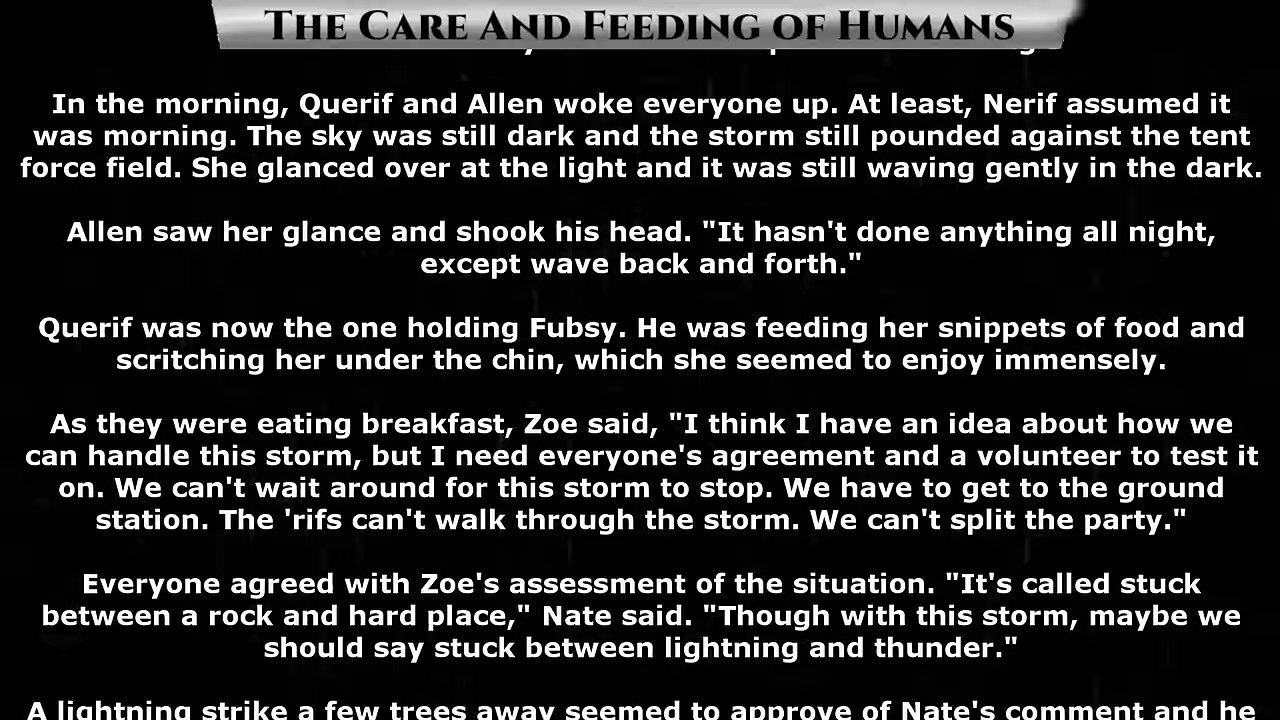 The Care And Feeding of Humans
In the morning, Querif and Allen woke everyone up. At least, Nerif assumed it
was morning. The sky was still dark and the storm still pounded against the tent
force field. She glanced over at the light and it was still waving gently in the dark.
Allen saw her glance and shook his head. "It hasn't done anything all night,
except wave back and forth."
Querif was now the one holding Fubsy. He was feeding her snippets of food and
scritching her under the chin, which she seemed to enjoy immensely.
As they were eating breakfast, Zoe said, "I think I have an idea about how we
can handle this storm, but I need everyone's agreement and a volunteer to test it
on. We can't wait around for this storm to stop. We have to get to the ground
station. The 'rifs can't walk through the storm. We can't split the party."
Everyone agreed with Zoe's assessment of the situation. "It's called stuck
between a rock and hard place," Nate said. "Though with this storm, maybe we
should say stuck between lightning and thunder."
A lightning strike a few trees away seemed to approve of Nate's comment and he